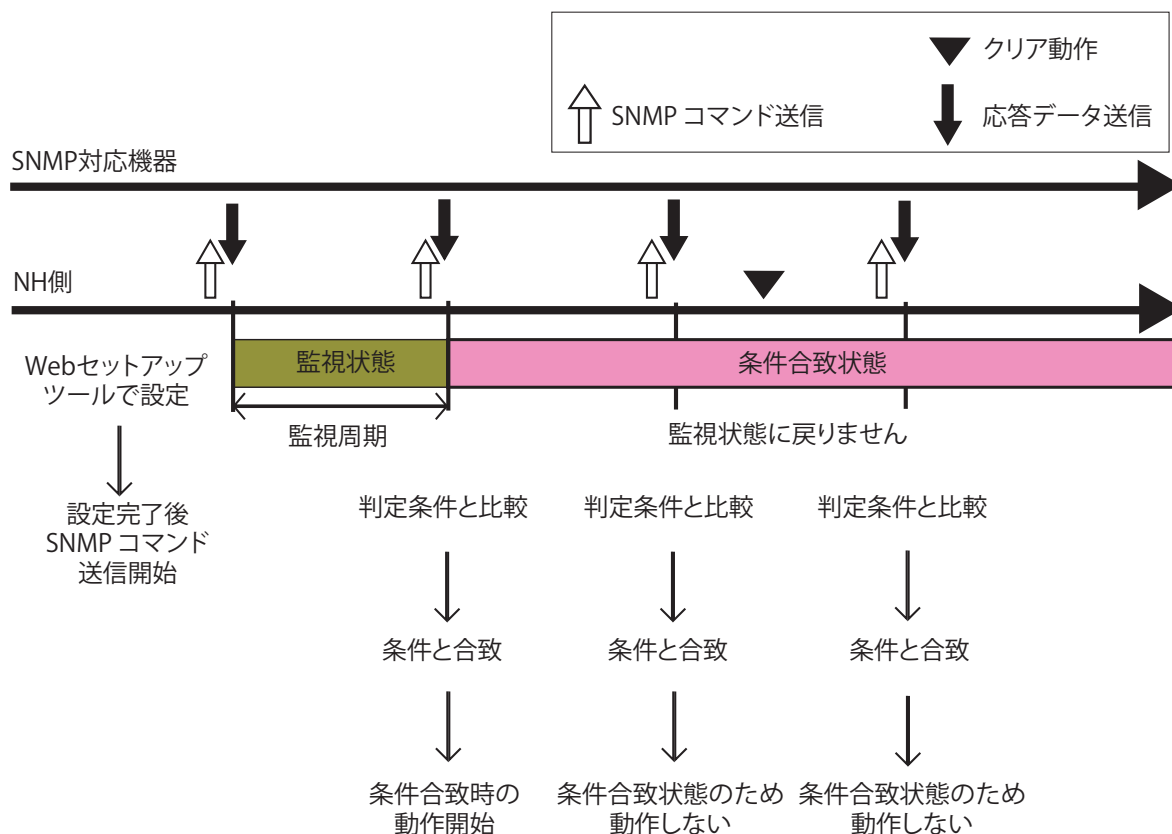 クリア動作
SNMP コマンド送信
応答データ送信
SNMP対応機器
NH側
Webセットアップ
ツールで設定
監視状態
条件合致状態
監視周期
監視状態に戻りません
設定完了後
SNMP コマンド
送信開始
判定条件と比較
判定条件と比較
判定条件と比較
条件と合致
条件と合致
条件と合致
条件合致時の
動作開始
条件合致状態のため
動作しない
条件合致状態のため
動作しない